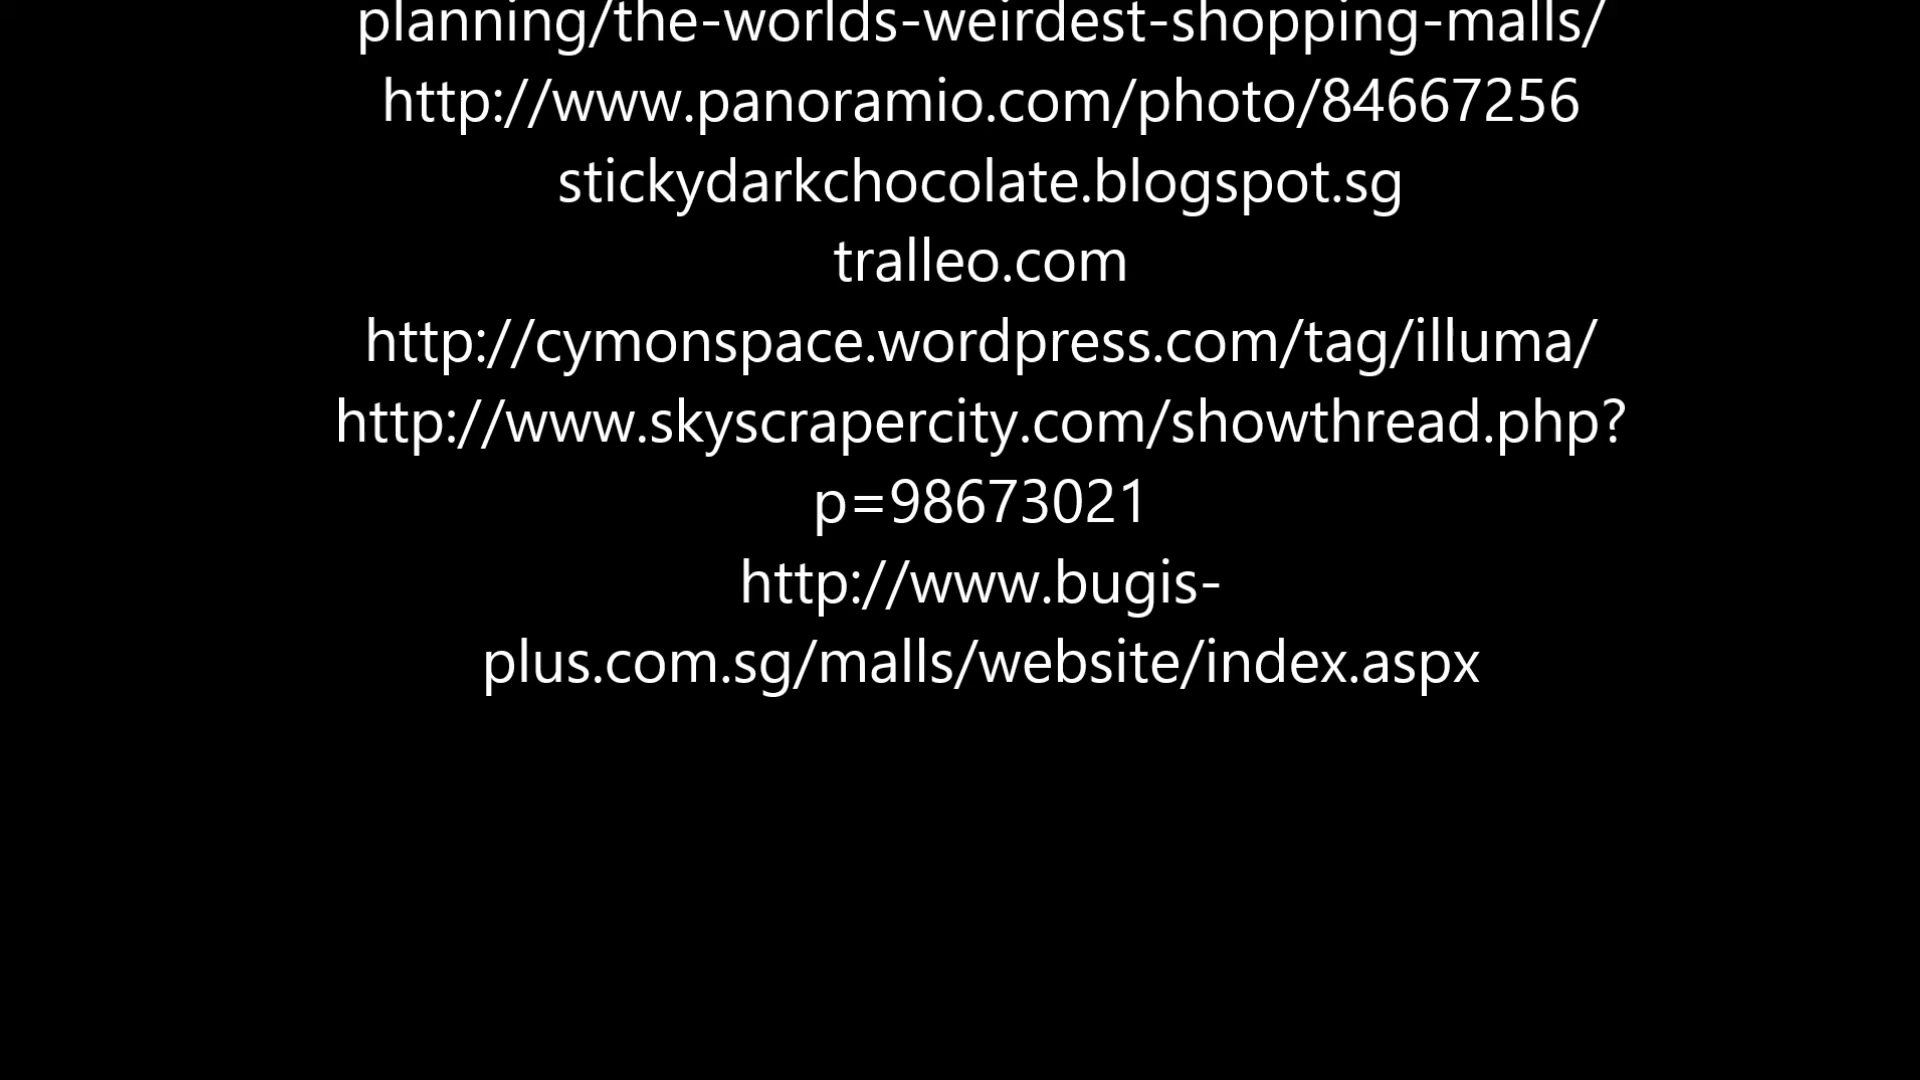 planning/the-worlds-weirdest-shopping-malls/
http://www.panoramio.com/photo/84667256
stickydarkchocolate.blogspot.sg
tralleo.com
http://cymonspace.wordpress.com/tag/illuma/
http://www.skyscrapercity.com/showthread.php?
p=98673021
http://www.bugis-
plus.com.sg/malls/website/index.aspx